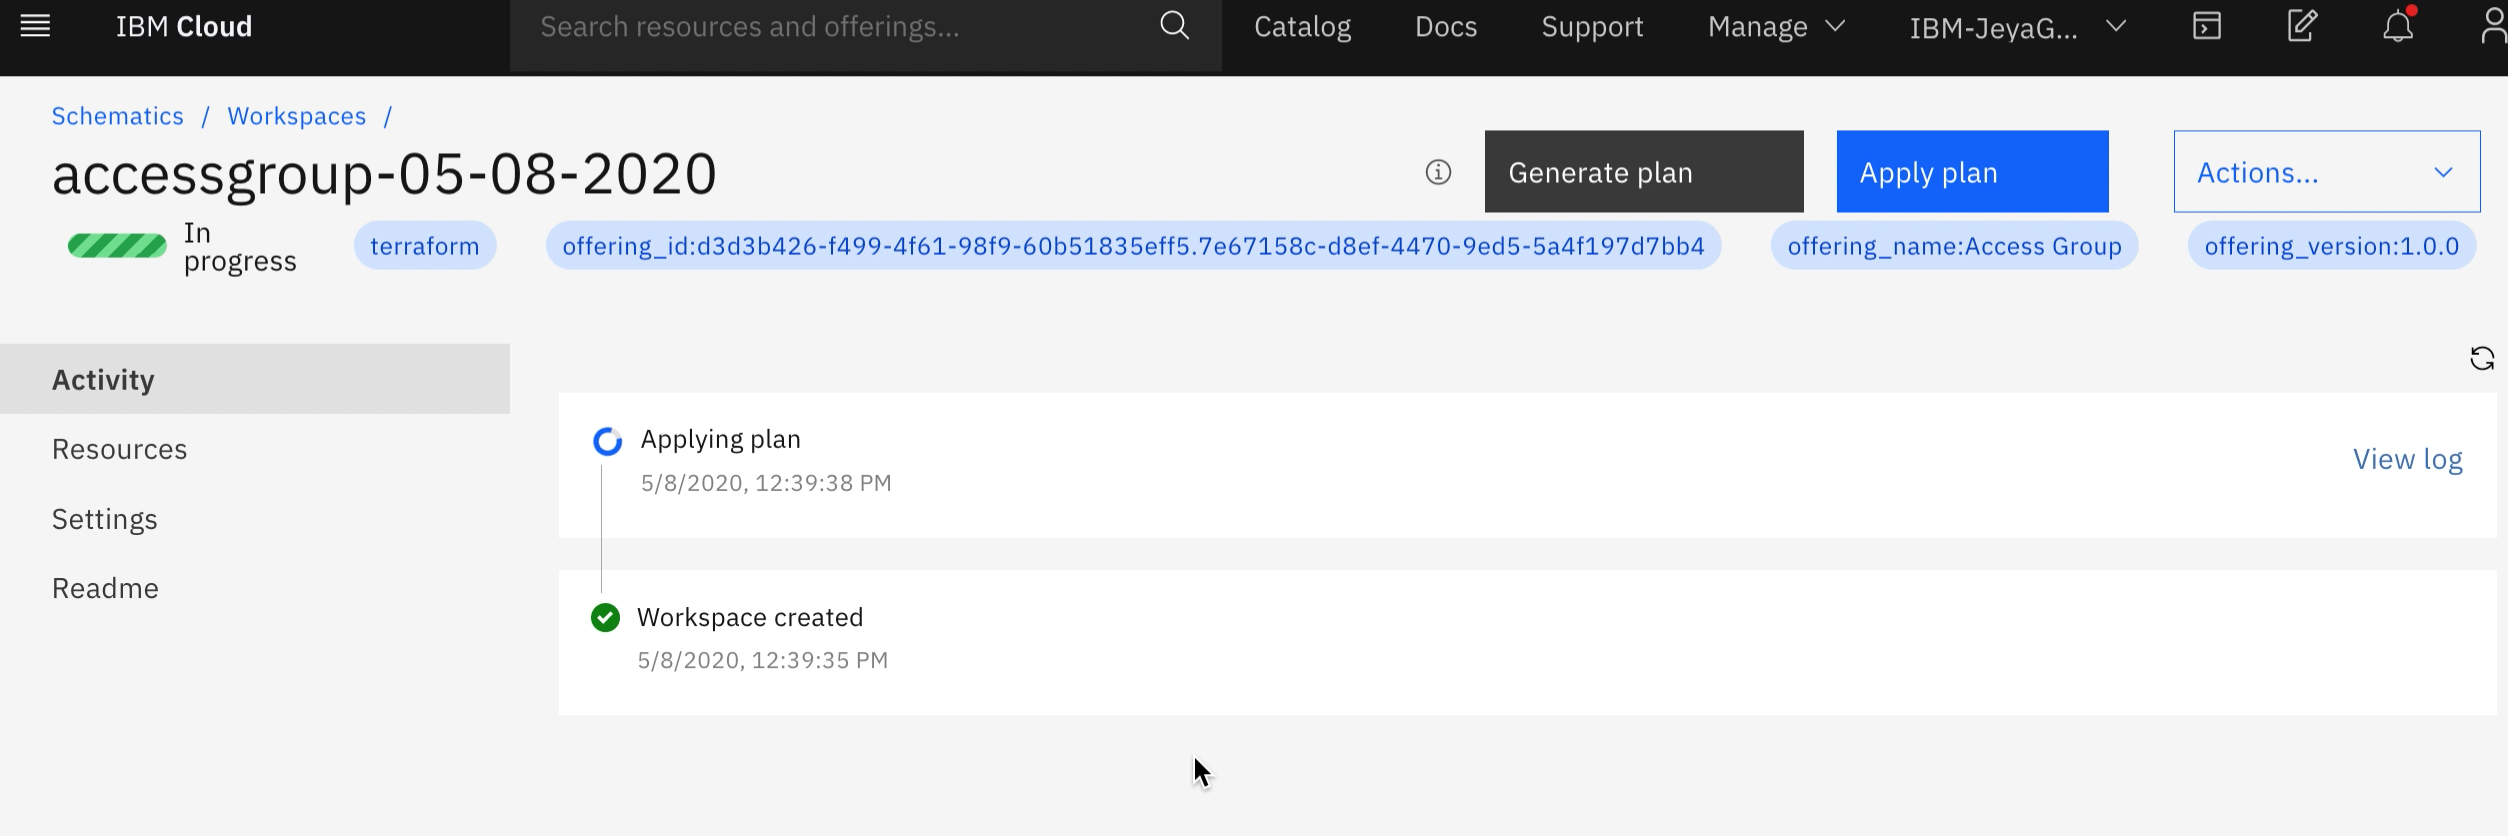 IBM Cloud
Search resources and offerings...
Catalog
Docs
Support
Manage
IBM-JeyaG...
Schematics / Workspaces /
accessgroup-05-08-2020
Generate plan
Apply plan
Actions...
In
progress
terraform
offering_id:d3d3b426-f499-4f61-98f9-60b51835eff5.7e67158c-d8ef-4470-9ed5-5a4f197d7bb4
offering_name:Access Group
offering_version:1.0.0
Activity
Resources
Settings
Readme
Applying plan
5/8/2020, 12:39:38 PM
View log
Workspace created
5/8/2020, 12:39:35 PM